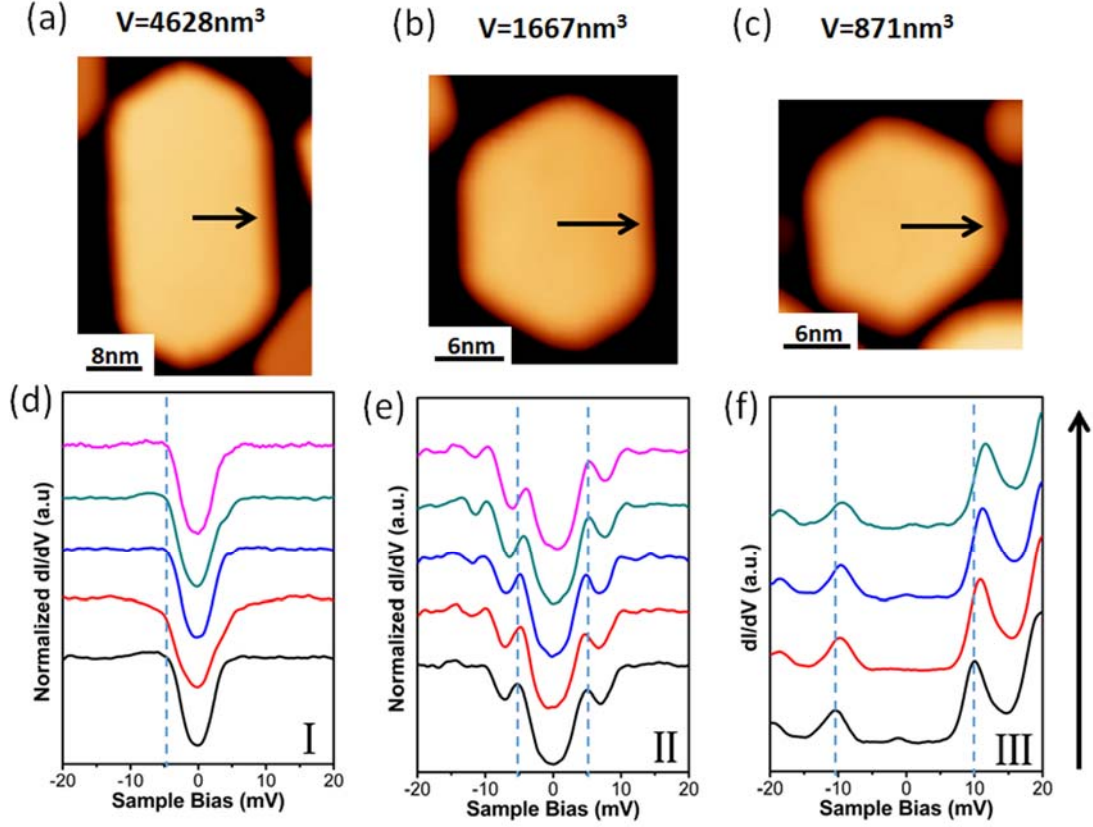 (a) V=4628nm³ (b) V=1667nm³ (c) V=871nm³
8nm 6nm 6nm
(d) (e) (f)
Normalized dI/dV (a.u)
I
-20 -10 0 10 20
Sample Bias (mV)
Normalized dI/dV (a.u.)
II
-20 -10 0 10 20
Sample Bias (mV)
dI/dV (a.u.)
III
-20 -10 0 10 20
Sample Bias (mV)